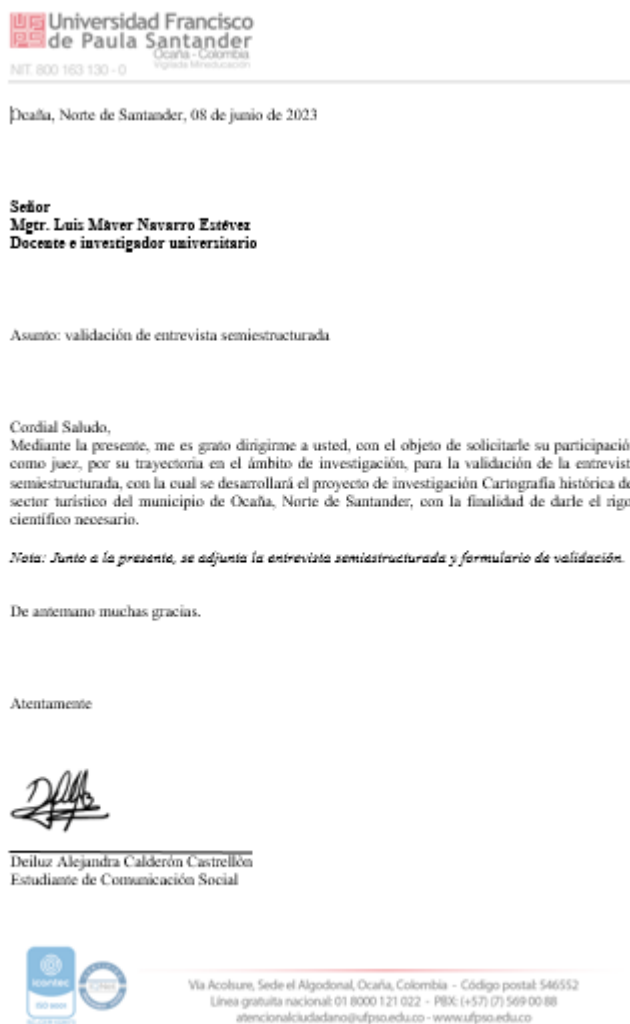 Universidad Francisco
de Paula Santander
Ocaña - Colombia
Vigilada Mineducación
NIT. 800 163 130 - 0
Ocaña, Norte de Santander, 08 de junio de 2023
Señor
Mgtr. Luis Máver Navarro Estévez
Docente e investigador universitario
Asunto: validación de entrevista semiestructurada
Cordial Saludo,
Mediante la presente, me es grato dirigirme a usted, con el objeto de solicitarle su participació
como juez, por su trayectoria en el ámbito de investigación, para la validación de la entrevist
semiestructurada, con la cual se desarrollará el proyecto de investigación Cartografía histórica de
sector turístico del municipio de Ocaña, Norte de Santander, con la finalidad de darle el rigo
científico necesario.
Nota: Junto a la presente, se adjunta la entrevista semiestructurada y formulario de validación.
De antemano muchas gracias.
Atentamente
Deiluz Alejandra Calderón Castrellón
Estudiante de Comunicación Social
icontec
ISO 9001
Vía Acolsure, Sede el Algodonal, Ocaña, Colombia - Código postal: 546552
Línea gratuita nacional: 01 8000 121 022 - PBX: (+57) (7) 569 00 88
atencionalciudadano@ufpso.edu.co - www.ufpso.edu.co